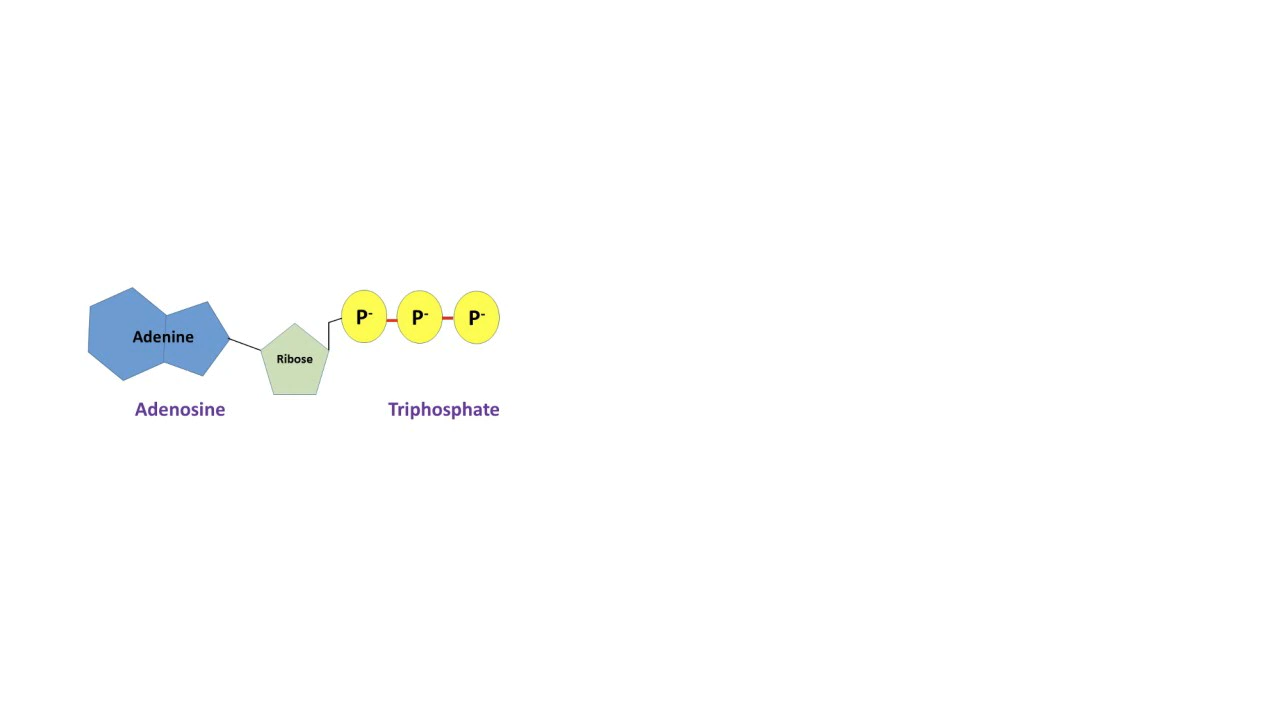 P- P- P-
Adenine
Ribose
Adenosine Triphosphate